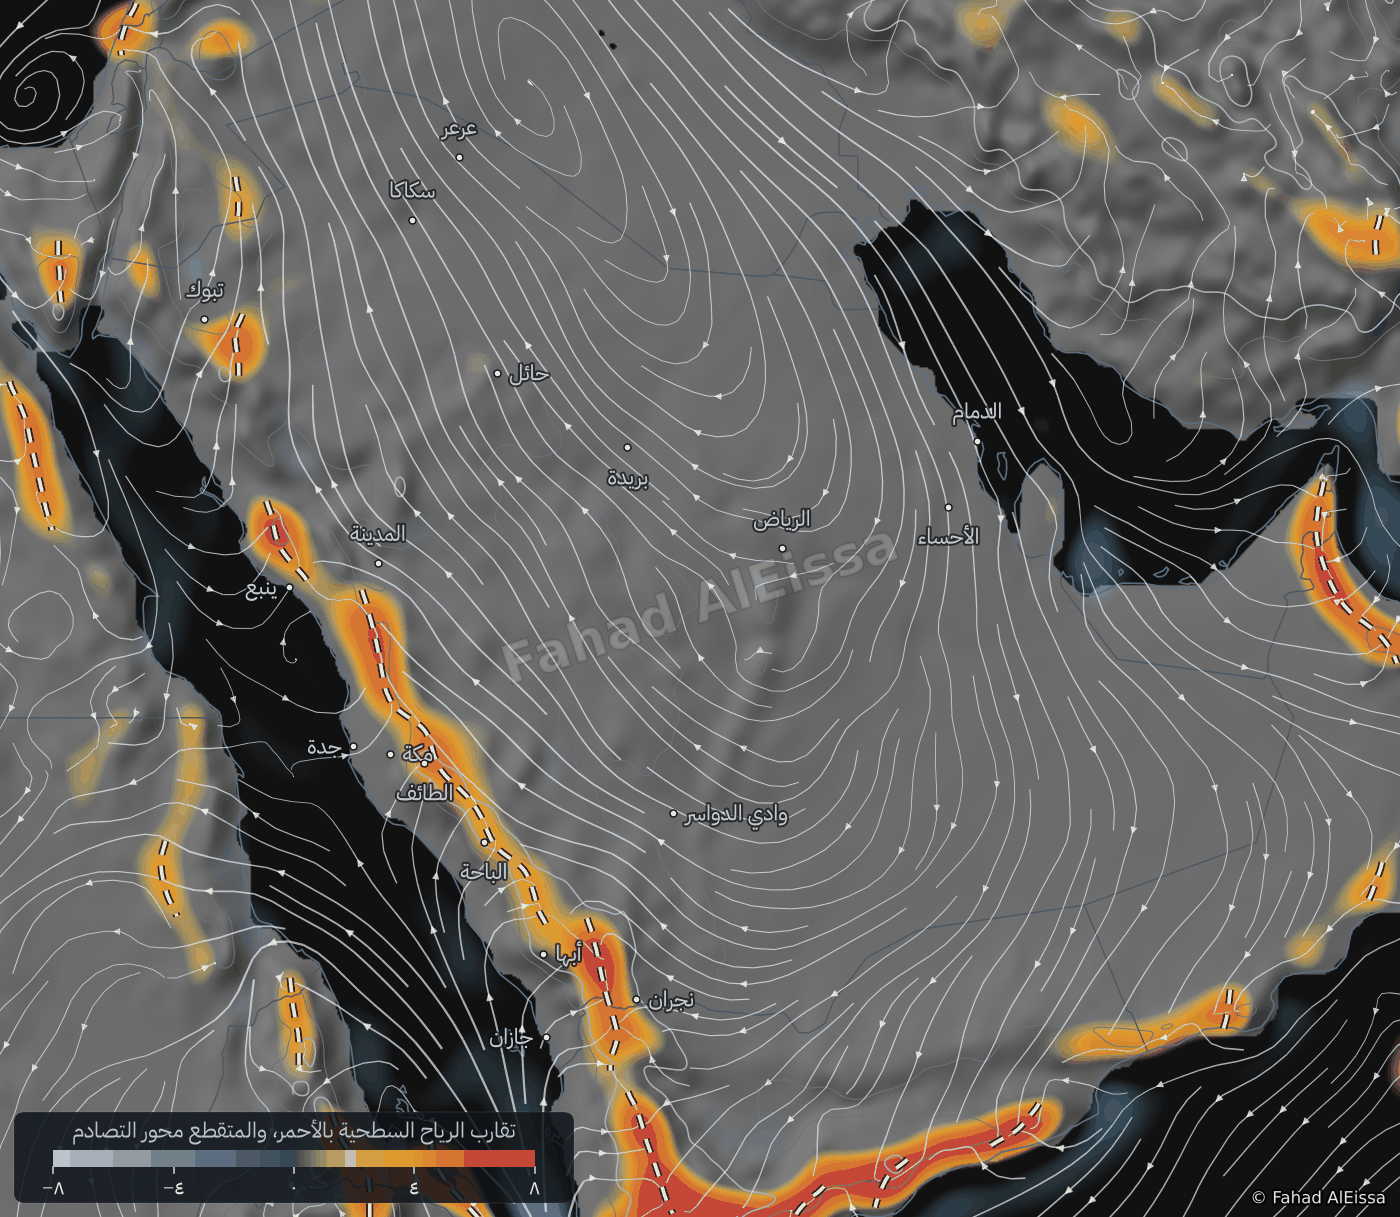 عرعر
سكاكا
تبوك
حائل
الدمام
بريدة
الرياض
المدينة
الأحساء
ينبع
Fahad AlEissa
جدة
مكة
الطائف
وادي الدواسر
الباحة
أبها
نجران
جازان
تقارب الرياح السطحية بالأحمر، والمتقطع محور التصادم
−٨ −٤ ٠ ٤ ٨
© Fahad AlEissa